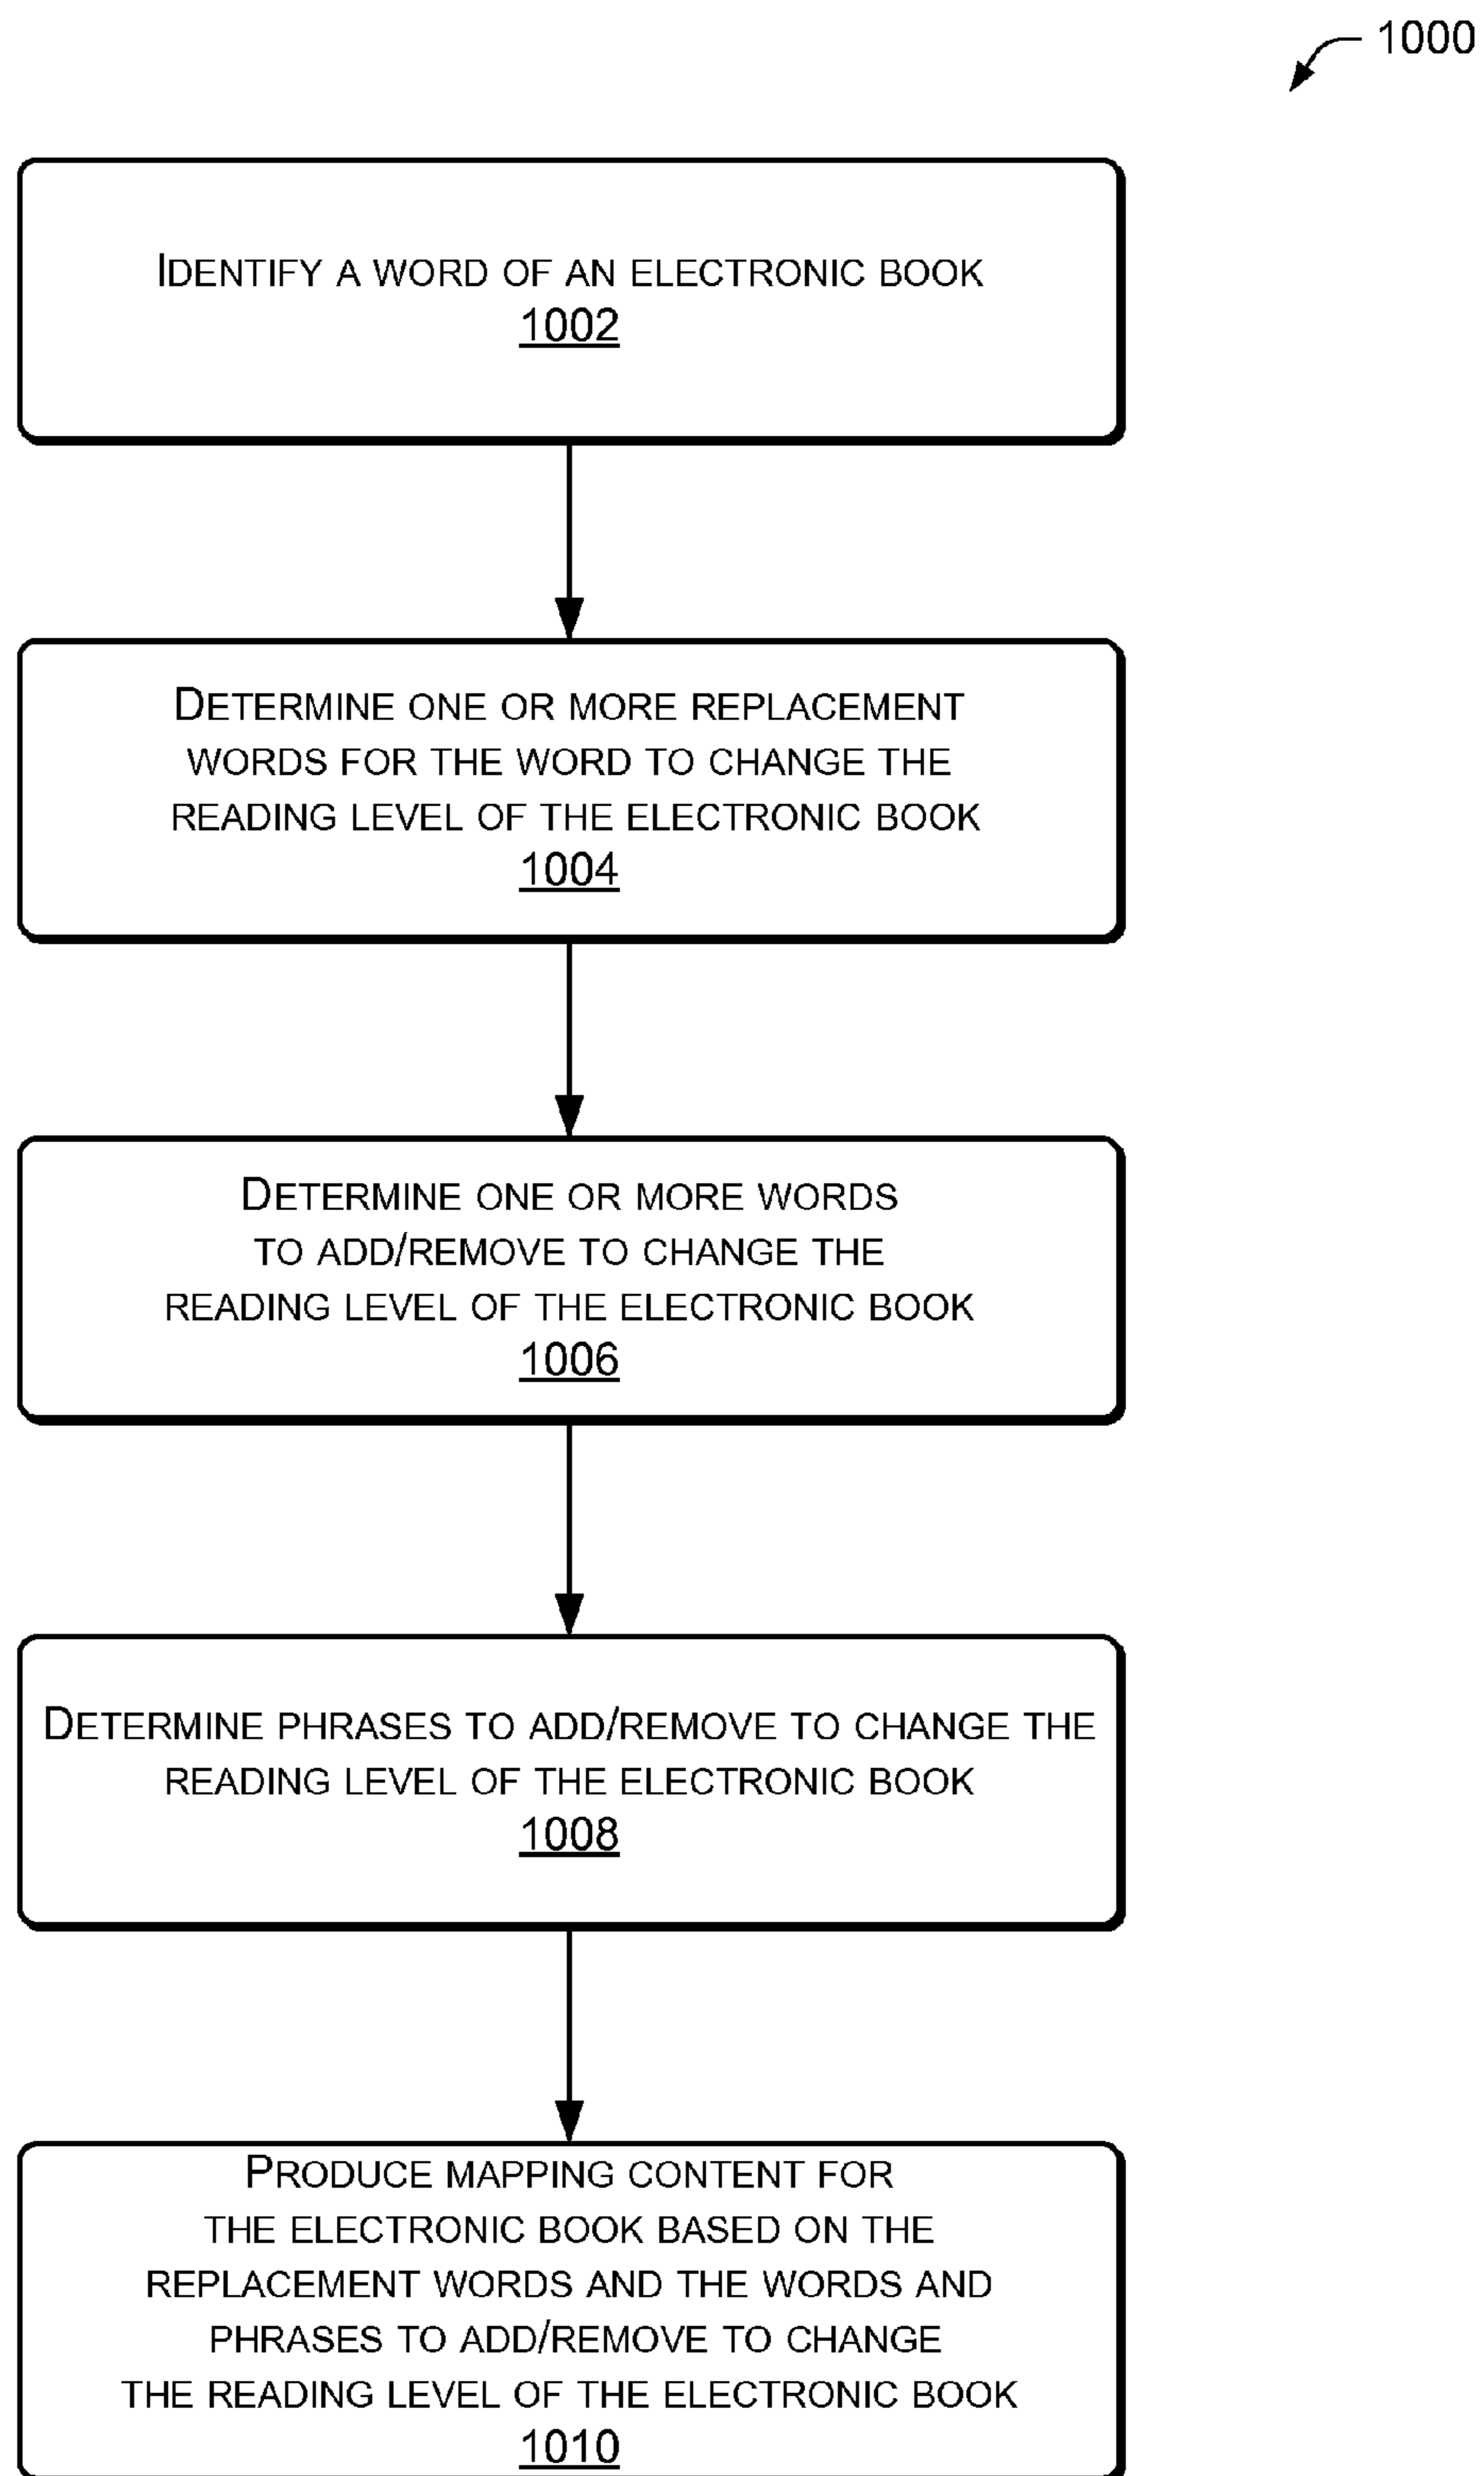 1000
IDENTIFY A WORD OF AN ELECTRONIC BOOK
1002
DETERMINE ONE OR MORE REPLACEMENT
WORDS FOR THE WORD TO CHANGE THE
READING LEVEL OF THE ELECTRONIC BOOK
1004
DETERMINE ONE OR MORE WORDS
TO ADD/REMOVE TO CHANGE THE
READING LEVEL OF THE ELECTRONIC BOOK
1006
DETERMINE PHRASES TO ADD/REMOVE TO CHANGE THE
READING LEVEL OF THE ELECTRONIC BOOK
1008
PRODUCE MAPPING CONTENT FOR
THE ELECTRONIC BOOK BASED ON THE
REPLACEMENT WORDS AND THE WORDS AND
PHRASES TO ADD/REMOVE TO CHANGE
THE READING LEVEL OF THE ELECTRONIC BOOK
1010